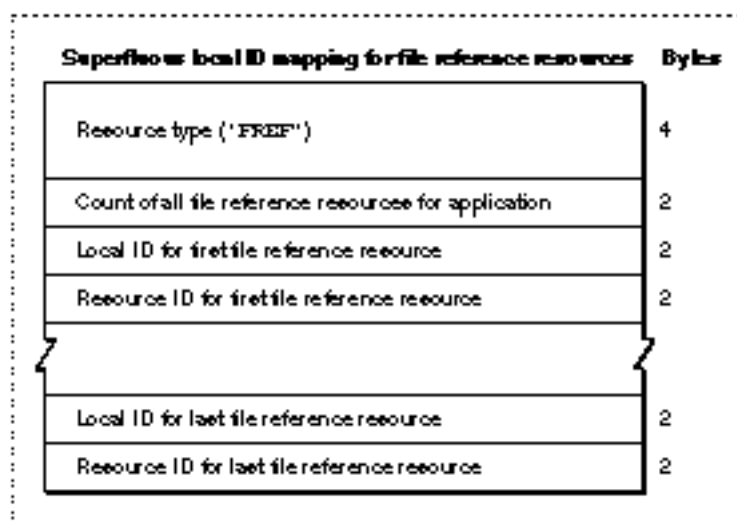 Superfluous local ID mapping for file reference resources Bytes
Resource type ("FREF") 4
Count of all file reference resources for application 2
Local ID for first file reference resource 2
Resource ID for first file reference resource 2
Local ID for last file reference resource 2
Resource ID for last file reference resource 2